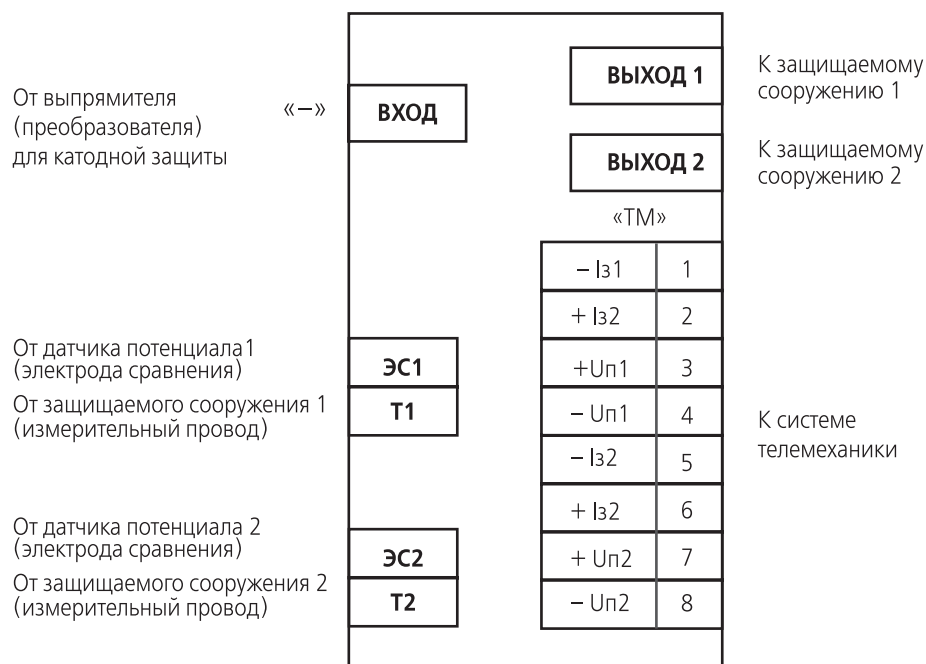 От выпрямителя
(преобразователя)
для катодной защиты
«–»
ВХОД
ВЫХОД 1
К защищаемому
сооружению 1
ВЫХОД 2
К защищаемому
сооружению 2
«ТМ»
– Iз1 1
+ Iз2 2
+Uп1 3
– Uп1 4
– Iз2 5
+ Iз2 6
+ Uп2 7
– Uп2 8
К системе
телемеханики
От датчика потенциала1
(электрода сравнения)
ЭС1
От защищаемого сооружения 1
(измерительный провод)
Т1
От датчика потенциала 2
(электрода сравнения)
ЭС2
От защищаемого сооружения 2
(измерительный провод)
Т2